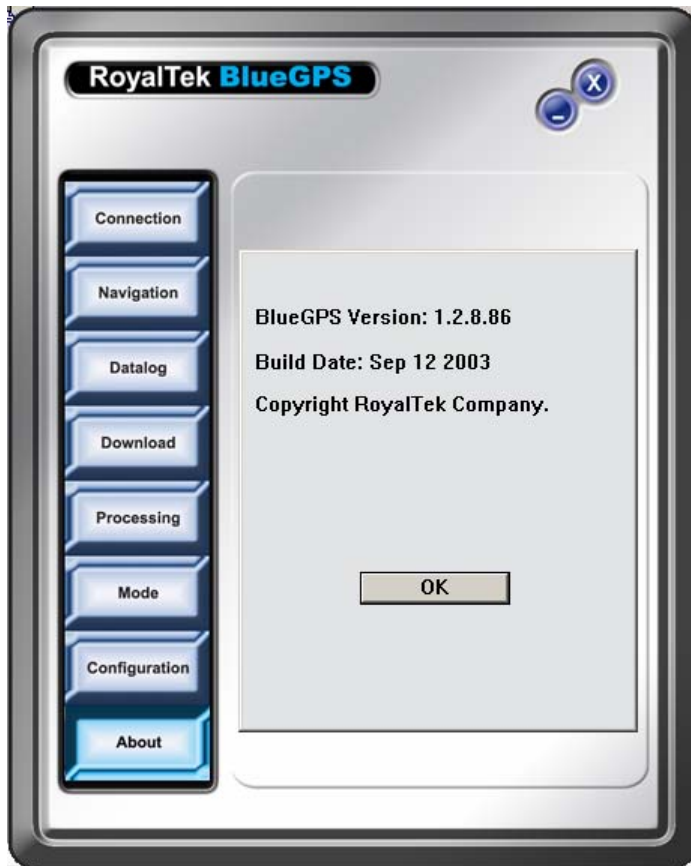 RoyalTek BlueGPS
X
Connection
Navigation
Datalog
Download
Processing
Mode
Configuration
About
BlueGPS Version: 1.2.8.86
Build Date: Sep 12 2003
Copyright RoyalTek Company.
OK